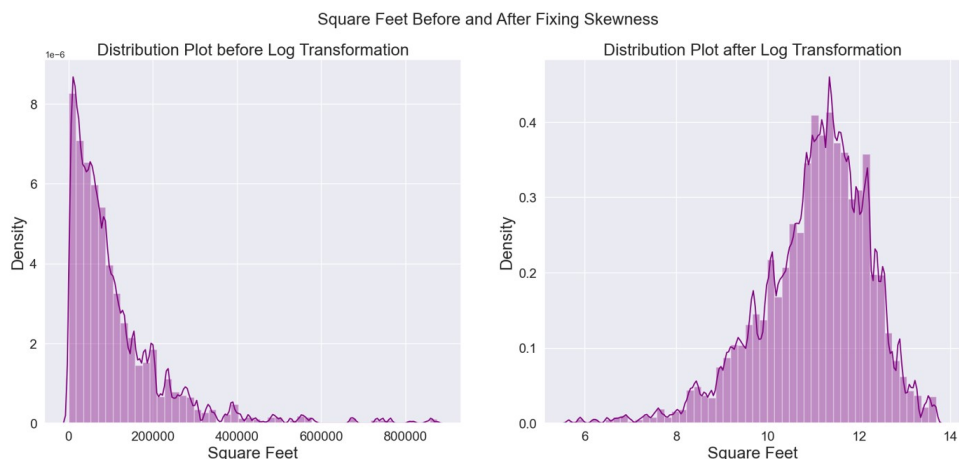 Square Feet Before and After Fixing Skewness
Distribution Plot before Log Transformation
1e−6
8
6
4
2
0
Density
0 200000 400000 600000 800000
Square Feet
Distribution Plot after Log Transformation
0.4
0.3
0.2
0.1
0.0
Density
6 8 10 12 14
Square Feet